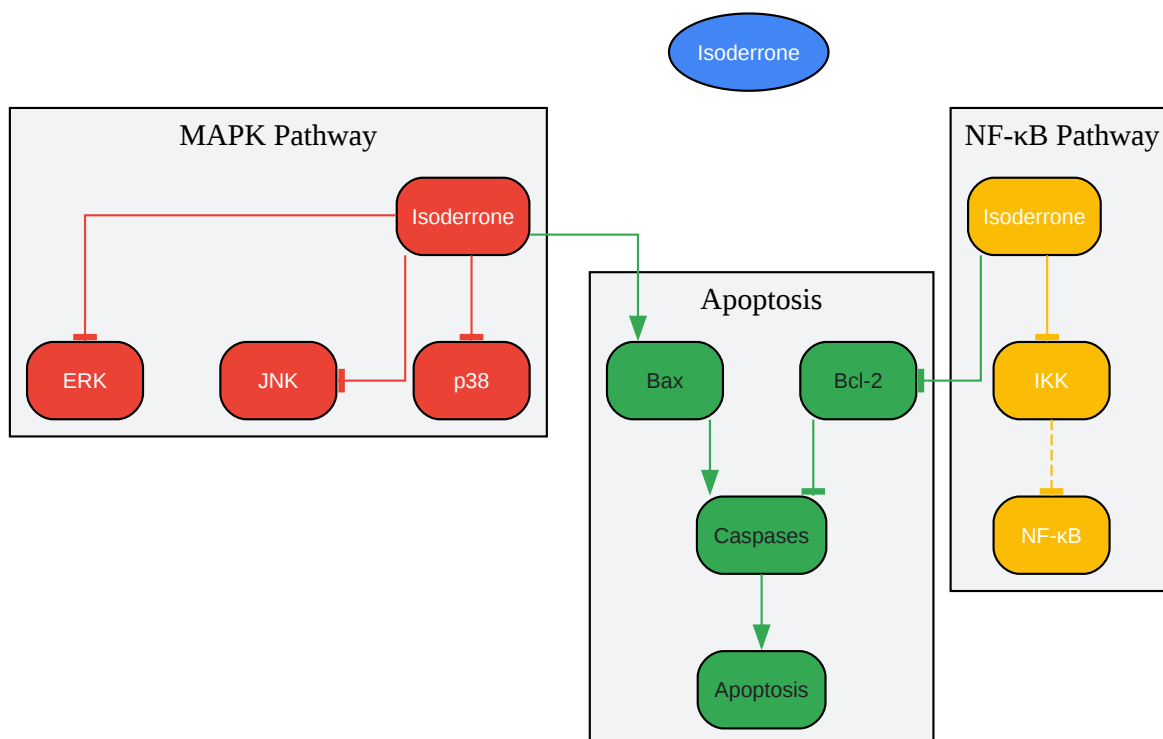 Isoderrone
MAPK Pathway
NF-κB Pathway
Isoderrone
Isoderrone
Apoptosis
ERK
JNK
p38
Bax
Bcl-2
IKK
Caspases
NF-κB
Apoptosis